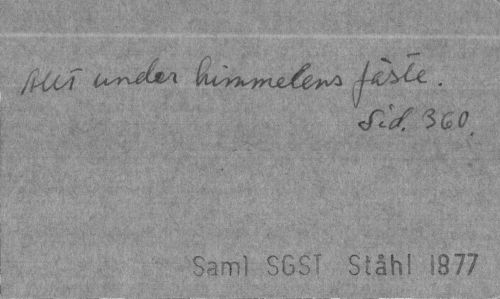 Allt under himmelens fäste.
Sid. 360.
Saml SGST Ståhl 1877